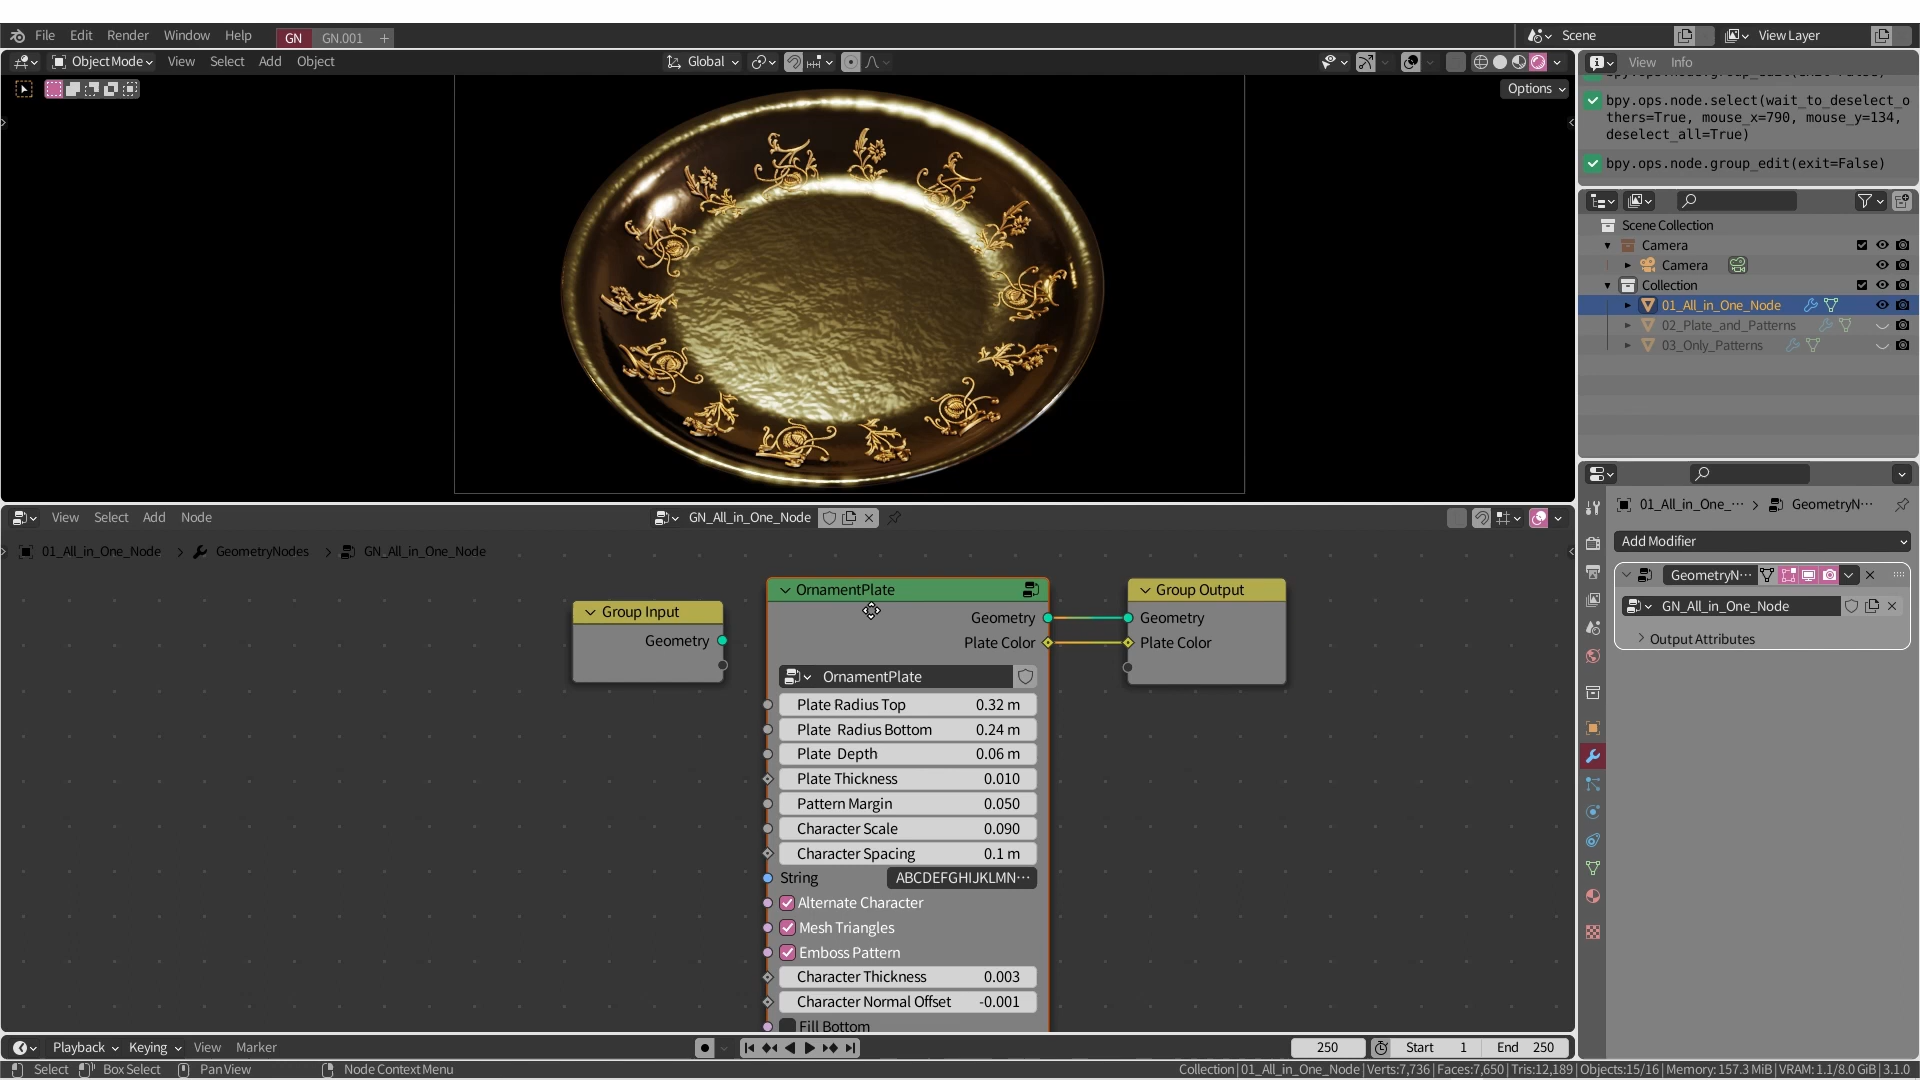 File Edit Render Window Help GN GN.001 + Scene View Layer
Object Mode View Select Add Object Global
Options
View Info
bpy.ops.node.select(wait_to_deselect_o
thers=True, mouse_x=790, mouse_y=134,
deselect_all=True)
bpy.ops.node.group_edit(exit=False)
Scene Collection
Camera
Camera
Collection
01_All_in_One_Node
02_Plate_and_Patterns
03_Only_Patterns
View Select Add Node GN_All_in_One_Node
01_All_in_One_Node > GeometryNodes > GN_All_in_One_Node
Group Input
Geometry
OrnamentPlate
Geometry
Plate Color
OrnamentPlate
Plate Radius Top 0.32 m
Plate Radius Bottom 0.24 m
Plate Depth 0.06 m
Plate Thickness 0.010
Pattern Margin 0.050
Character Scale 0.090
Character Spacing 0.1 m
String ABCDEFGHIJKLMN···
Alternate Character
Mesh Triangles
Emboss Pattern
Character Thickness 0.003
Character Normal Offset -0.001
Fill Bottom
Group Output
Geometry
Plate Color
01_All_in_One_··· > GeometryN···
Add Modifier
GeometryN···
GN_All_in_One_Node
> Output Attributes
Playback Keying View Marker 250 Start 1 End 250
Select Box Select Pan View Node Context Menu Collection | 01_All_in_One_Node | Verts:7,736 | Faces:7,650 | Tris:12,189 | Objects:15/16 | Memory: 157.3 MiB | VRAM: 1.1/8.0 GiB | 3.1.0